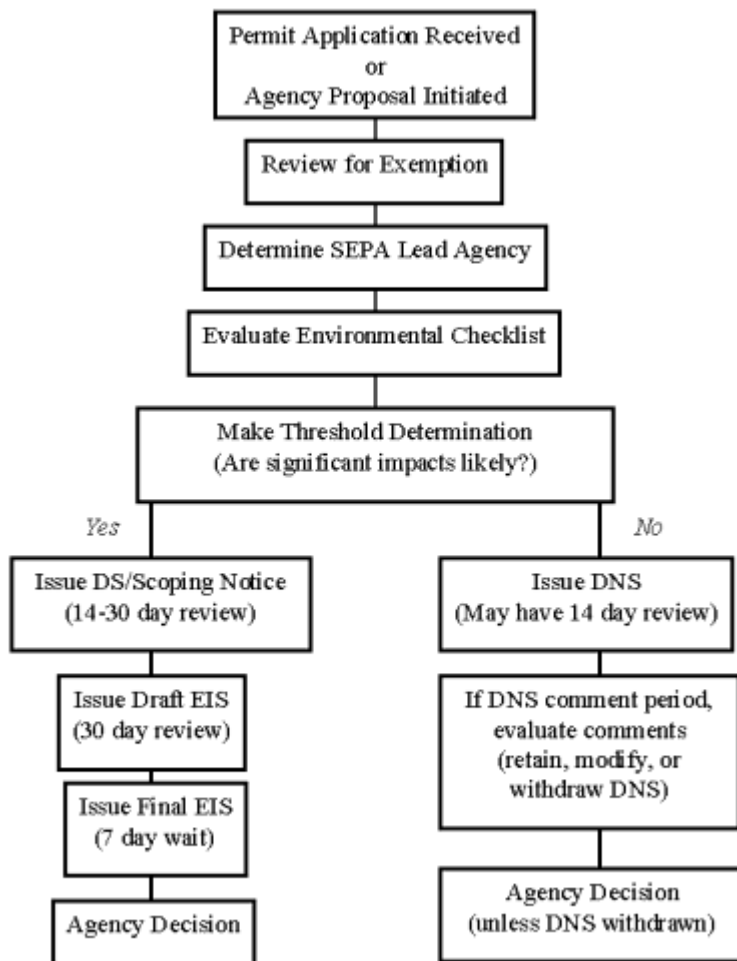 Permit Application Received
or
Agency Proposal Initiated
Review for Exemption
Determine SEPA Lead Agency
Evaluate Environmental Checklist
Make Threshold Determination
(Are significant impacts likely?)
Yes
No
Issue DS/Scoping Notice
(14-30 day review)
Issue Draft EIS
(30 day review)
Issue Final EIS
(7 day wait)
Agency Decision
Issue DNS
(May have 14 day review)
If DNS comment period,
evaluate comments
(retain, modify, or
withdraw DNS)
Agency Decision
(unless DNS withdrawn)